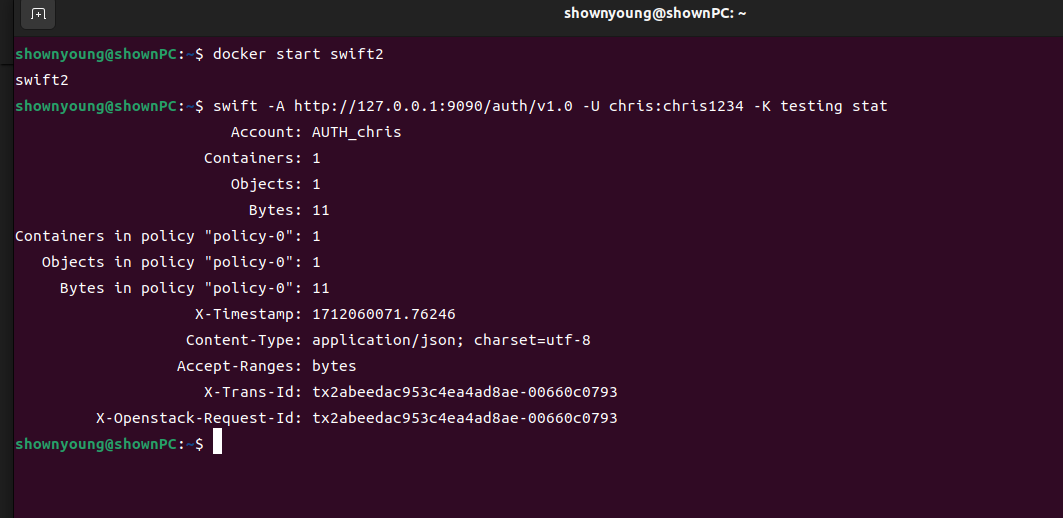 shownyoung@shownPC: ~
shownyoung@shownPC:~$ docker start swift2
swift2
shownyoung@shownPC:~$ swift -A http://127.0.0.1:9090/auth/v1.0 -U chris:chris1234 -K testing stat
Account: AUTH_chris
Containers: 1
Objects: 1
Bytes: 11
Containers in policy "policy-0": 1
Objects in policy "policy-0": 1
Bytes in policy "policy-0": 11
X-Timestamp: 1712060071.76246
Content-Type: application/json; charset=utf-8
Accept-Ranges: bytes
X-Trans-Id: tx2abeedac953c4ea4ad8ae-00660c0793
X-Openstack-Request-Id: tx2abeedac953c4ea4ad8ae-00660c0793
shownyoung@shownPC:~$